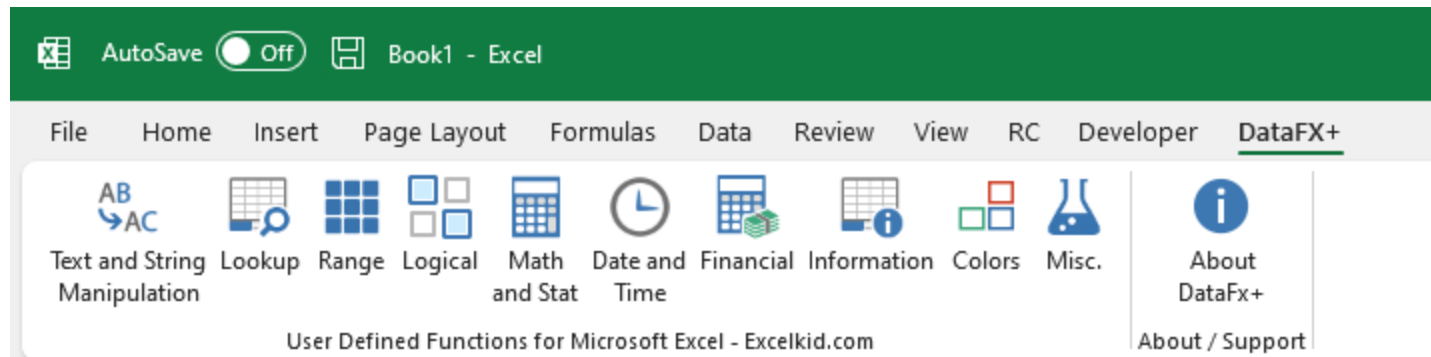 AutoSave Off Book1 - Excel
File Home Insert Page Layout Formulas Data Review View RC Developer DataFX+
AB
AC
Text and String Lookup Range Logical Math Date and Financial Information Colors Misc. About
Manipulation and Stat Time DataFx+
User Defined Functions for Microsoft Excel - Excelkid.com About / Support